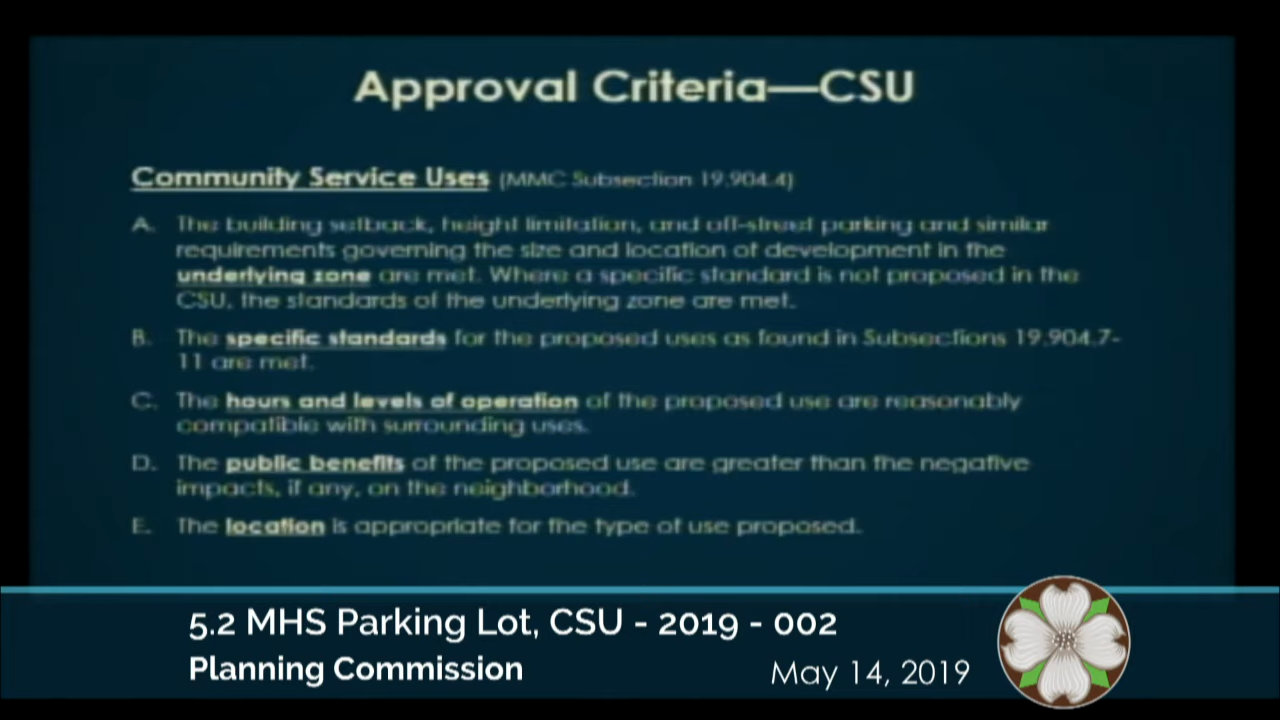 Approval Criteria—CSU
Community Service Uses (MMC Subsection 19.904.4)
A. The building setback, height limitation, and off-street parking and similar
requirements governing the size and location of development in the
underlying zone are met. Where a specific standard is not proposed in the
CSU, the standards of the underlying zone are met.
B. The specific standards for the proposed uses as found in Subsections 19.904.7-
11 are met.
C. The hours and levels of operation of the proposed use are reasonably
compatible with surrounding uses.
D. The public benefits of the proposed use are greater than the negative
impacts, if any, on the neighborhood.
E. The location is appropriate for the type of use proposed.
5.2 MHS Parking Lot, CSU - 2019 - 002
Planning Commission
May 14, 2019